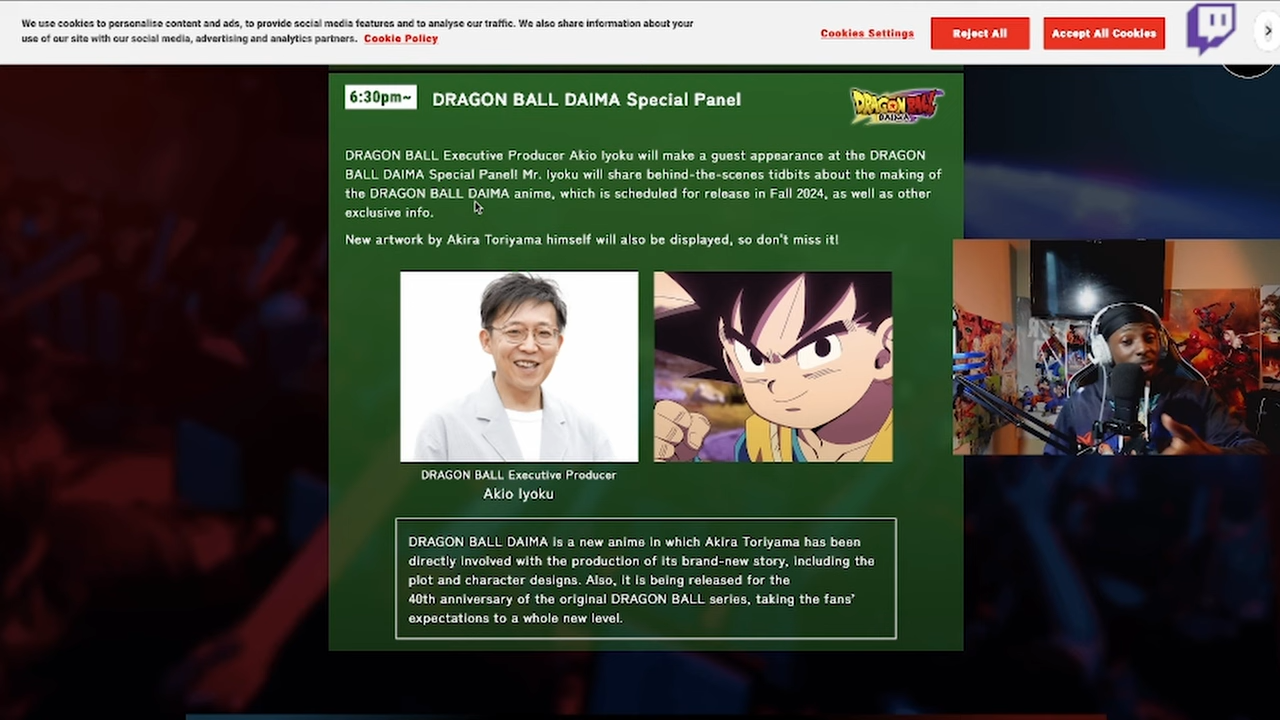 We use cookies to personalise content and ads, to provide social media features and to analyse our traffic. We also share information about your
use of our site with our social media, advertising and analytics partners. Cookie Policy
Cookies Settings
Reject All
Accept All Cookies
6:30pm~
DRAGON BALL DAIMA Special Panel
DRAGON BALL
DAIMA
DRAGON BALL Executive Producer Akio Iyoku will make a guest appearance at the DRAGON
BALL DAIMA Special Panel! Mr. Iyoku will share behind-the-scenes tidbits about the making of
the DRAGON BALL DAIMA anime, which is scheduled for release in Fall 2024, as well as other
exclusive info.
New artwork by Akira Toriyama himself will also be displayed, so don't miss it!
DRAGON BALL Executive Producer
Akio Iyoku
DRAGON BALL DAIMA is a new anime in which Akira Toriyama has been
directly involved with the production of its brand-new story, including the
plot and character designs. Also, it is being released for the
40th anniversary of the original DRAGON BALL series, taking the fans'
expectations to a whole new level.